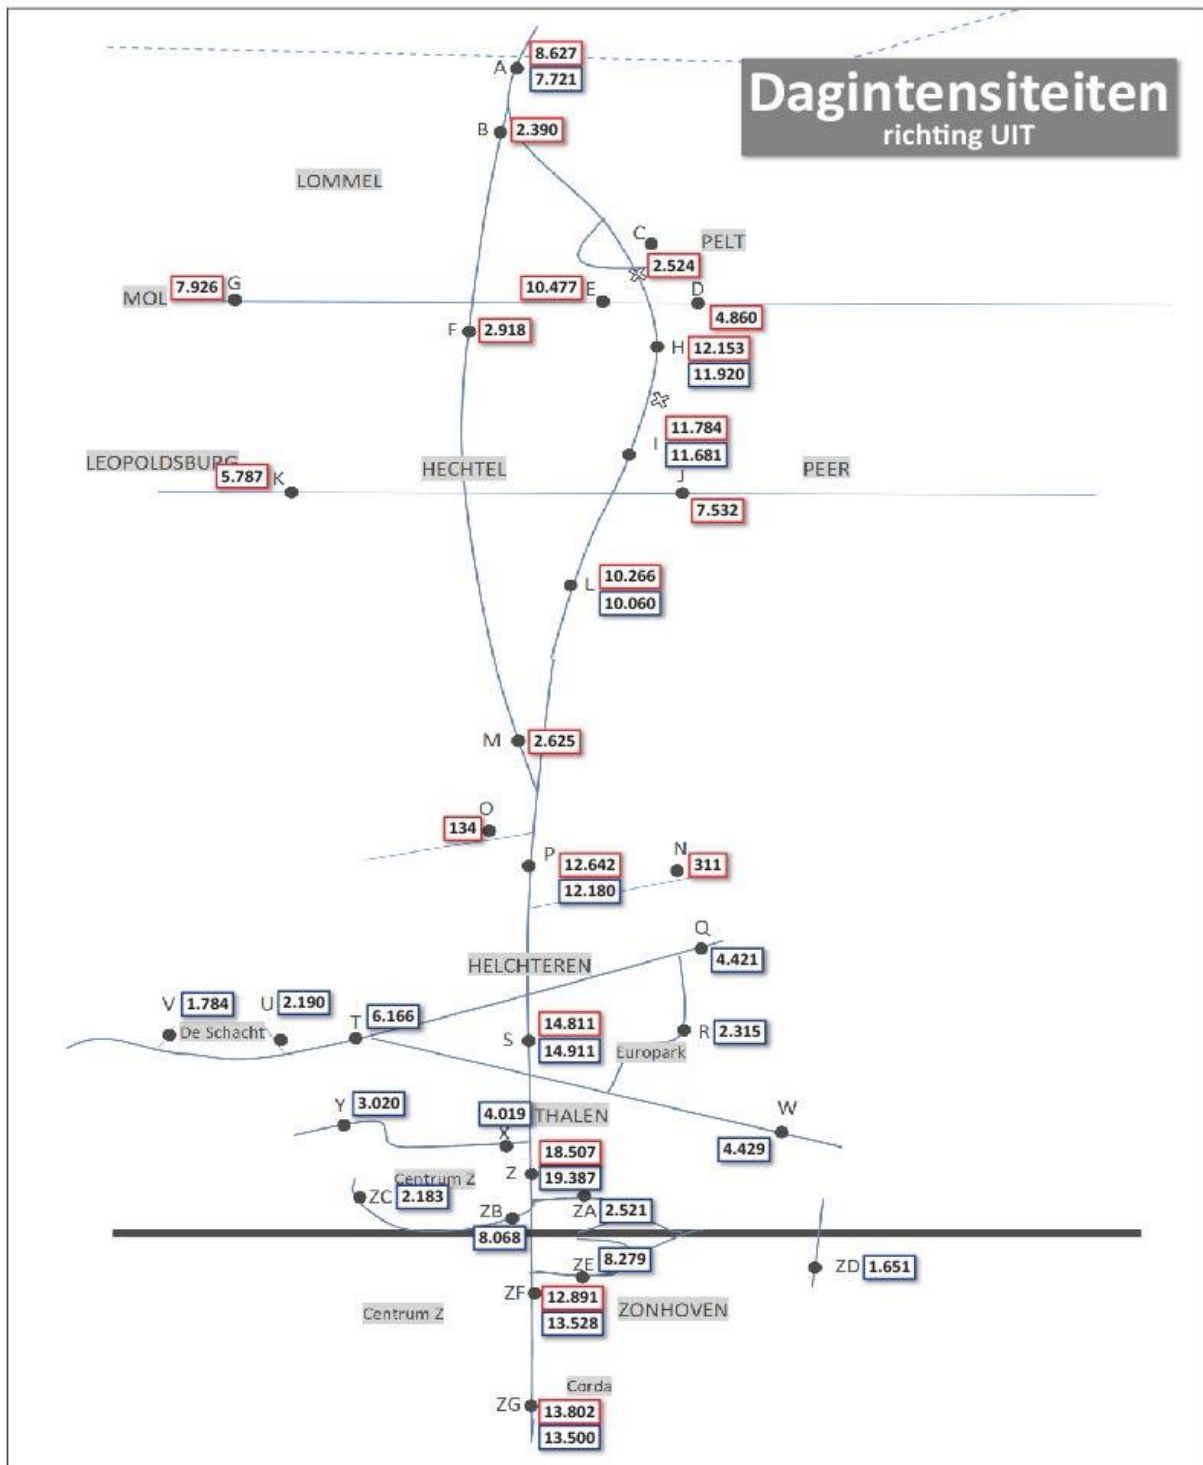 8.627
A
7.721
Dagintensiteiten
richting UIT
B 2.390
LOMMEL
C
PELT
2.524
MOL 7.926 G
10.477 E
D
4.860
F 2.918
H 12.153
11.920
11.784
I
11.681
LEOPOLDSBURG
5.787 K
HECHTEL
PEER
J
7.532
10.266
L
10.060
M 2.625
O
134
P
12.642
12.180
N
311
Q
4.421
HELCHTEREN
V 1.784 U 2.190
De Schacht
T 6.166
14.811
S
14.911
R 2.315
Europark
Y 3.020
4.019
THALEN
X
W
4.429
18.507
Z
19.387
Centrum Z
ZC 2.183
ZB
8.068
ZA 2.521
8.279
ZE
ZD 1.651
ZF 12.891
13.528
ZONHOVEN
Centrum Z
Corda
ZG 13.802
13.500